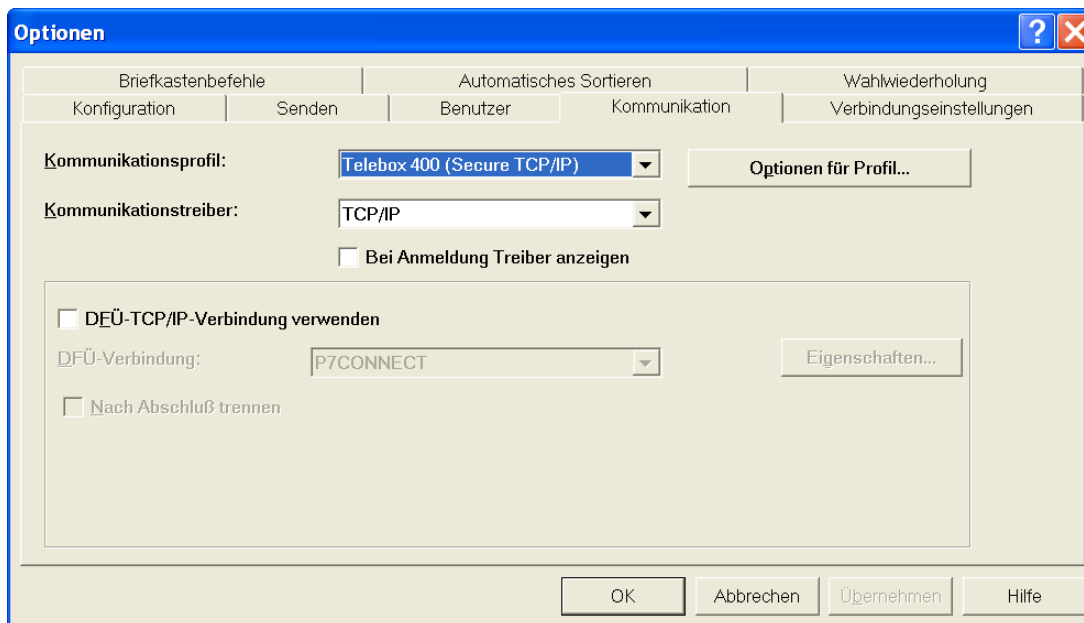 Optionen
Briefkastenbefehle Automatisches Sortieren Wahlwiederholung
Konfiguration Senden Benutzer Kommunikation Verbindungseinstellungen
Kommunikationsprofil: Telebox 400 (Secure TCP/IP) Optionen für Profil...
Kommunikationstreiber: TCP/IP
Bei Anmeldung Treiber anzeigen
DFÜ-TCP/IP-Verbindung verwenden
DFÜ-Verbindung: P7CONNECT Eigenschaften...
Nach Abschluß trennen
OK Abbrechen Übernehmen Hilfe